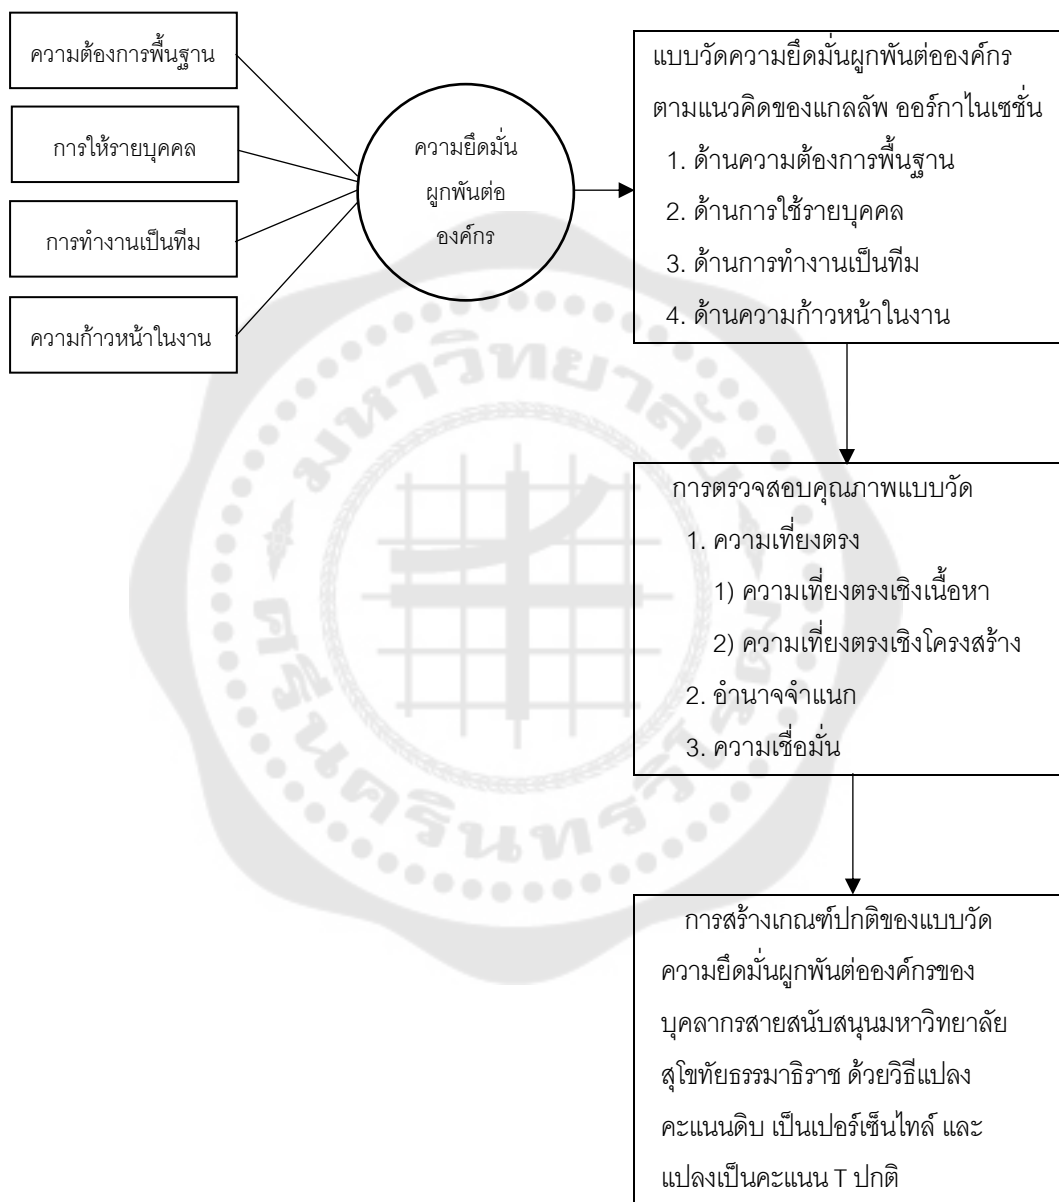 ความต้องการพื้นฐาน
การให้รายบุคคล
การทำงานเป็นทีม
ความก้าวหน้าในงาน
ความยึดมั่น
ผูกพันต่อ
องค์กร
แบบวัดความยึดมั่นผูกพันต่อองค์กร
ตามแนวคิดของแกลลัพ ออร์กาไนเซชั่น
1. ด้านความต้องการพื้นฐาน
2. ด้านการใช้รายบุคคล
3. ด้านการทำงานเป็นทีม
4. ด้านความก้าวหน้าในงาน
การตรวจสอบคุณภาพแบบวัด
1. ความเที่ยงตรง
1) ความเที่ยงตรงเชิงเนื้อหา
2) ความเที่ยงตรงเชิงโครงสร้าง
2. อำนาจจำแนก
3. ความเชื่อมั่น
การสร้างเกณฑ์ปกติของแบบวัด
ความยึดมั่นผูกพันต่อองค์กรของ
บุคลากรสายสนับสนุนมหาวิทยาลัย
สุโขทัยธรรมาธิราช ด้วยวิธีแปลง
คะแนนดิบ เป็นเปอร์เซ็นไทล์ และ
แปลงเป็นคะแนน T ปกติ
มหาวิทยาลัย
ศรีนครินทรวิโรฒ